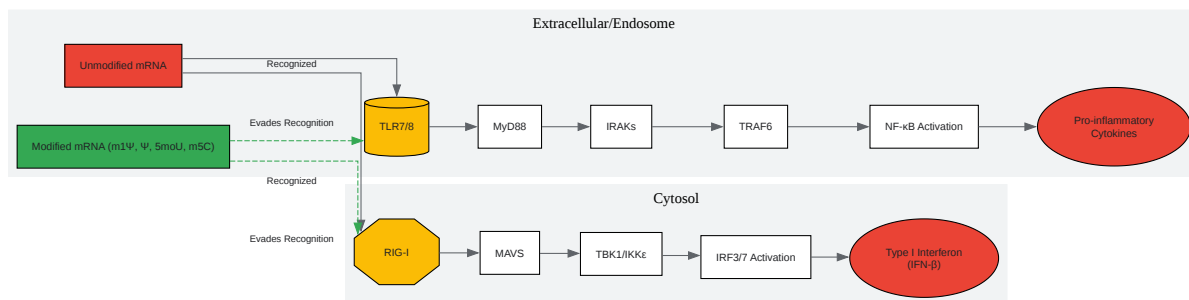 Extracellular/Endosome
Unmodified mRNA
Recognized
Evades Recognition
TLR7/8
MyD88
IRAKs
TRAF6
NF-κB Activation
Pro-inflammatory
Cytokines
Modified mRNA (m1Ψ, Ψ, 5moU, m5C)
Recognized
Cytosol
Evades Recognition
RIG-I
MAVS
TBK1/IKKε
IRF3/7 Activation
Type I Interferon
(IFN-β)